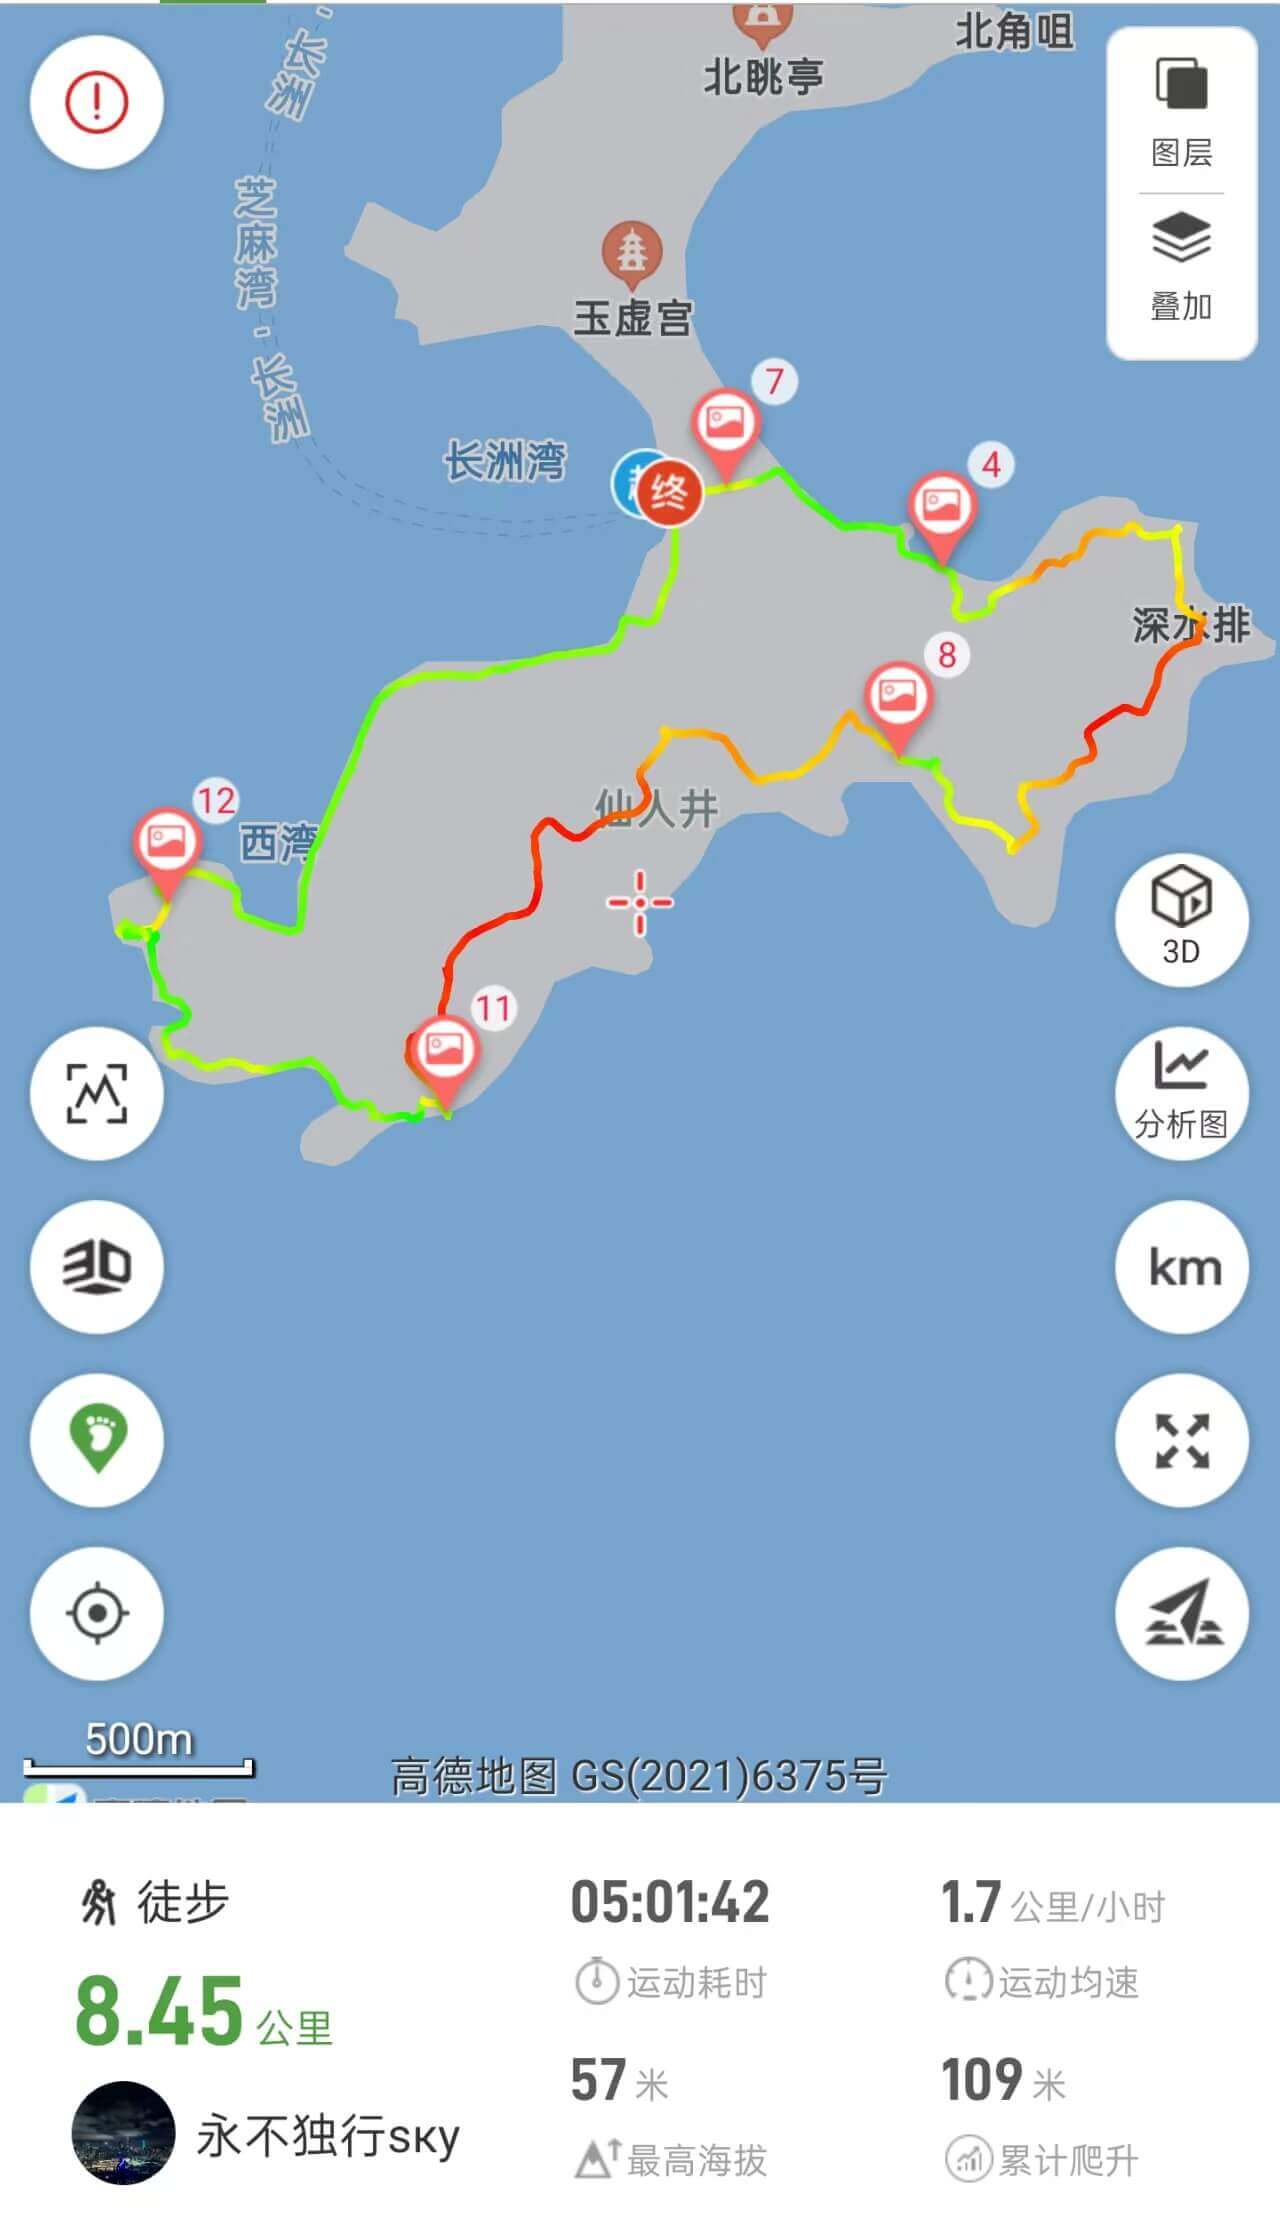 北角咀
北眺亭
长洲
芝麻湾-长洲
图层
叠加
玉虚宫
7
长洲湾
终
4
深水排
8
仙人井
12
西湾
11
3D
分析图
3D
km
500m
高德地图 GS(2021)6375号
徒步
05:01:42
1.7 公里/小时
运动耗时
运动均速
8.45 公里
57 米
109 米
永不独行sκy
最高海拔
累计爬升